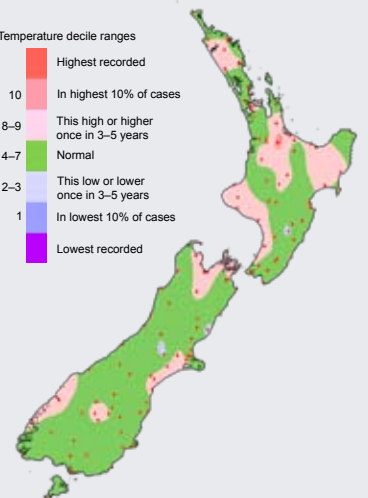 Temperature decile ranges
Highest recorded
10 In highest 10% of cases
8–9 This high or higher
once in 3–5 years
4–7 Normal
2–3 This low or lower
once in 3–5 years
1 In lowest 10% of cases
Lowest recorded